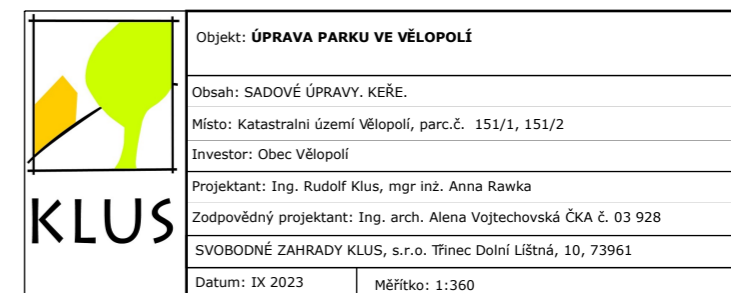 KLUS
Objekt: ÚPRAVA PARKU VE VĚLOPOLÍ
Obsah: SADOVÉ ÚPRAVY. KEŘE.
Místo: Katastralni území Vělopolí, parc.č. 151/1, 151/2
Investor: Obec Vělopolí
Projektant: Ing. Rudolf Klus, mgr inż. Anna Rawka
Zodpovědný projektant: Ing. arch. Alena Vojtechovská ČKA č. 03 928
SVOBODNÉ ZAHRADY KLUS, s.r.o. Třinec Dolní Líštná, 10, 73961
Datum: IX 2023
Měřítko: 1:360